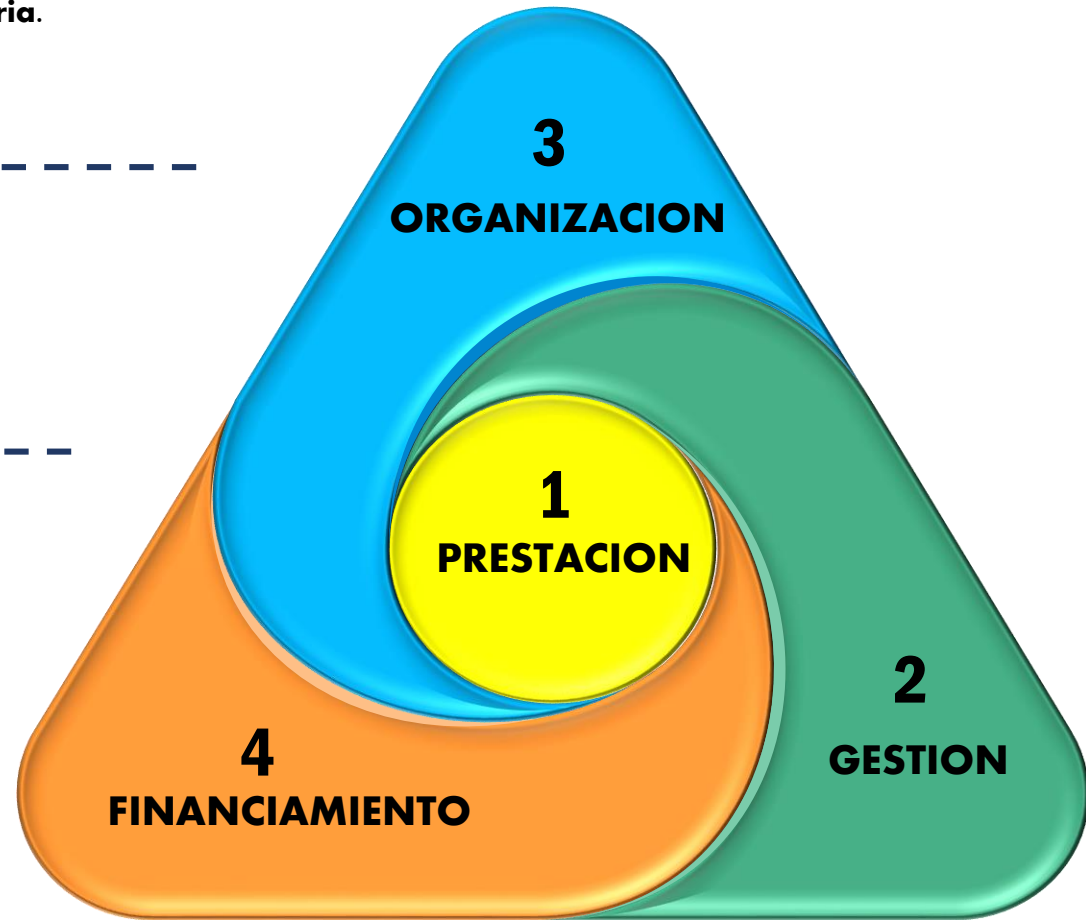 ria.
3
ORGANIZACION
1
PRESTACION
2
GESTION
4
FINANCIAMIENTO